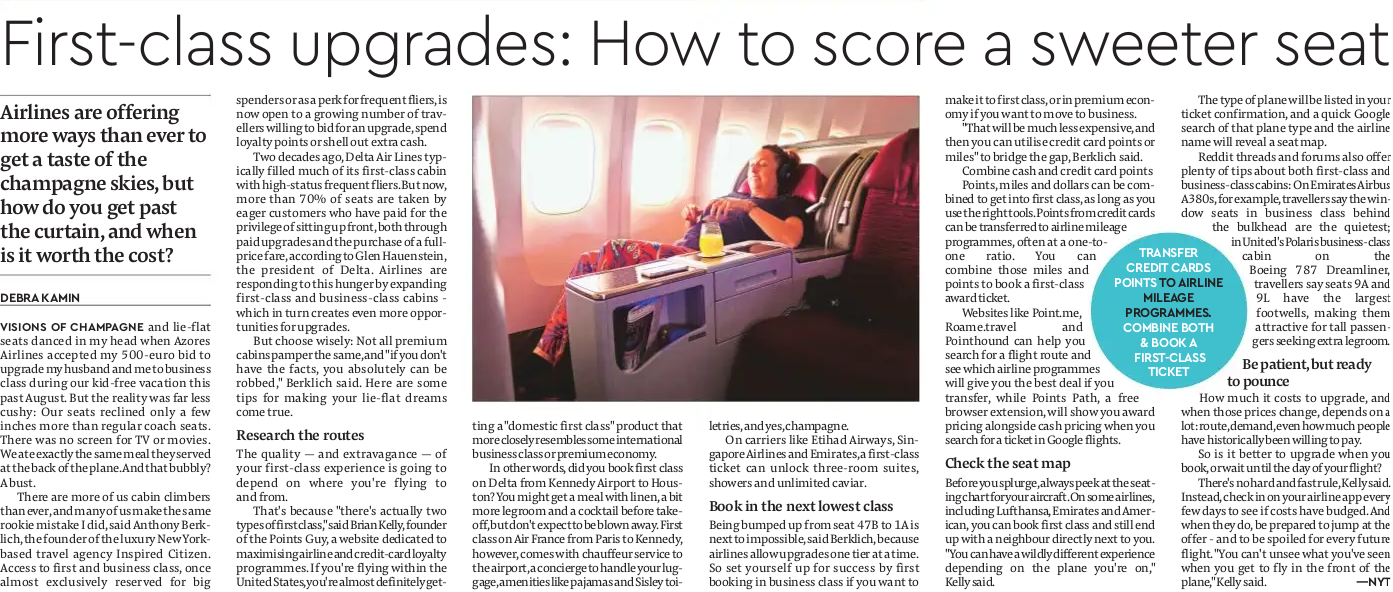 First-class upgrades: How to score a sweeter seat
Airlines are offering
more ways than ever to
get a taste of the
champagne skies, but
how do you get past
the curtain, and when
is it worth the cost?
DEBRA KAMIN
VISIONS OF CHAMPAGNE and lie-flat
seats danced in my head when Azores
Airlines accepted my 500-euro bid to
upgrade my husband and me to business
class during our kid-free vacation this
past August. But the reality was far less
cushy: Our seats reclined only a few
inches more than regular coach seats.
There was no screen for TV or movies.
We ate exactly the same meal they served
at the back of the plane. And that bubbly?
A bust.
There are more of us cabin climbers
than ever, and many of us make the same
rookie mistake I did, said Anthony Berk-
lich, the founder of the luxury New York-
based travel agency Inspired Citizen.
Access to first and business class, once
almost exclusively reserved for big
spenders or as a perk for frequent fliers, is
now open to a growing number of trav-
ellers willing to bid for an upgrade, spend
loyalty points or shell out extra cash.
Two decades ago, Delta Air Lines typ-
ically filled much of its first-class cabin
with high-status frequent fliers. But now,
more than 70% of seats are taken by
eager customers who have paid for the
privilege of sitting up front, both through
paid upgrades and the purchase of a full-
price fare, according to Glen Hauenstein,
the president of Delta. Airlines are
responding to this hunger by expanding
first-class and business-class cabins -
which in turn creates even more oppor-
tunities for upgrades.
But choose wisely: Not all premium
cabins pamper the same, and "if you don't
have the facts, you absolutely can be
robbed," Berklich said. Here are some
tips for making your lie-flat dreams
come true.
Research the routes
The quality — and extravagance — of
your first-class experience is going to
depend on where you're flying to
and from.
That's because "there's actually two
types of first class," said Brian Kelly, founder
of the Points Guy, a website dedicated to
maximising airline and credit-card loyalty
programmes. If you're flying within the
United States, you're almost definitely get-
ting a "domestic first class" product that
more closely resembles some international
business class or premium economy.
In other words, did you book first class
on Delta from Kennedy Airport to Hous-
ton? You might get a meal with linen, a bit
more legroom and a cocktail before take-
off, but don't expect to be blown away. First
class on Air France from Paris to Kennedy,
however, comes with chauffeur service to
the airport, a concierge to handle your lug-
gage, amenities like pajamas and Sisley toi-
letries, and yes, champagne.
On carriers like Etihad Airways, Sin-
gapore Airlines and Emirates, a first-class
ticket can unlock three-room suites,
showers and unlimited caviar.
Book in the next lowest class
Being bumped up from seat 47B to 1A is
next to impossible, said Berklich, because
airlines allow upgrades one tier at a time.
So set yourself up for success by first
booking in business class if you want to
make it to first class, or in premium econ-
omy if you want to move to business.
"That will be much less expensive, and
then you can utilise credit card points or
miles" to bridge the gap, Berklich said.
Combine cash and credit card points
Points, miles and dollars can be com-
bined to get into first class, as long as you
use the right tools. Points from credit cards
can be transferred to airline mileage
programmes, often at a one-to-
one ratio. You can
combine those miles and
points to book a first-class
award ticket.
Websites like Point.me,
Roame.travel and
Pointhound can help you
search for a flight route and
see which airline programmes
will give you the best deal if you
transfer, while Points Path, a free
browser extension, will show you award
pricing alongside cash pricing when you
search for a ticket in Google flights.
Check the seat map
Before you splurge, always peek at the seat-
ing chart for your aircraft. On some airlines,
including Lufthansa, Emirates and Amer-
ican, you can book first class and still end
up with a neighbour directly next to you.
"You can have a wildly different experience
depending on the plane you're on,"
Kelly said.
TRANSFER
CREDIT CARDS
POINTS TO AIRLINE
MILEAGE
PROGRAMMES.
COMBINE BOTH
& BOOK A
FIRST-CLASS
TICKET
The type of plane will be listed in your
ticket confirmation, and a quick Google
search of that plane type and the airline
name will reveal a seat map.
Reddit threads and forums also offer
plenty of tips about both first-class and
business-class cabins: On Emirates Airbus
A380s, for example, travellers say the win-
dow seats in business class behind
the bulkhead are the quietest;
in United's Polaris business-class
cabin on the
Boeing 787 Dreamliner,
travellers say seats 9A and
9L have the largest
footwells, making them
attractive for tall passen-
gers seeking extra legroom.
Be patient, but ready
to pounce
How much it costs to upgrade, and
when those prices change, depends on a
lot: route, demand, even how much people
have historically been willing to pay.
So is it better to upgrade when you
book, or wait until the day of your flight?
There's no hard and fast rule, Kelly said.
Instead, check in on your airline app every
few days to see if costs have budged. And
when they do, be prepared to jump at the
offer - and to be spoiled for every future
flight. "You can't unsee what you've seen
when you get to fly in the front of the
plane," Kelly said. —NYT